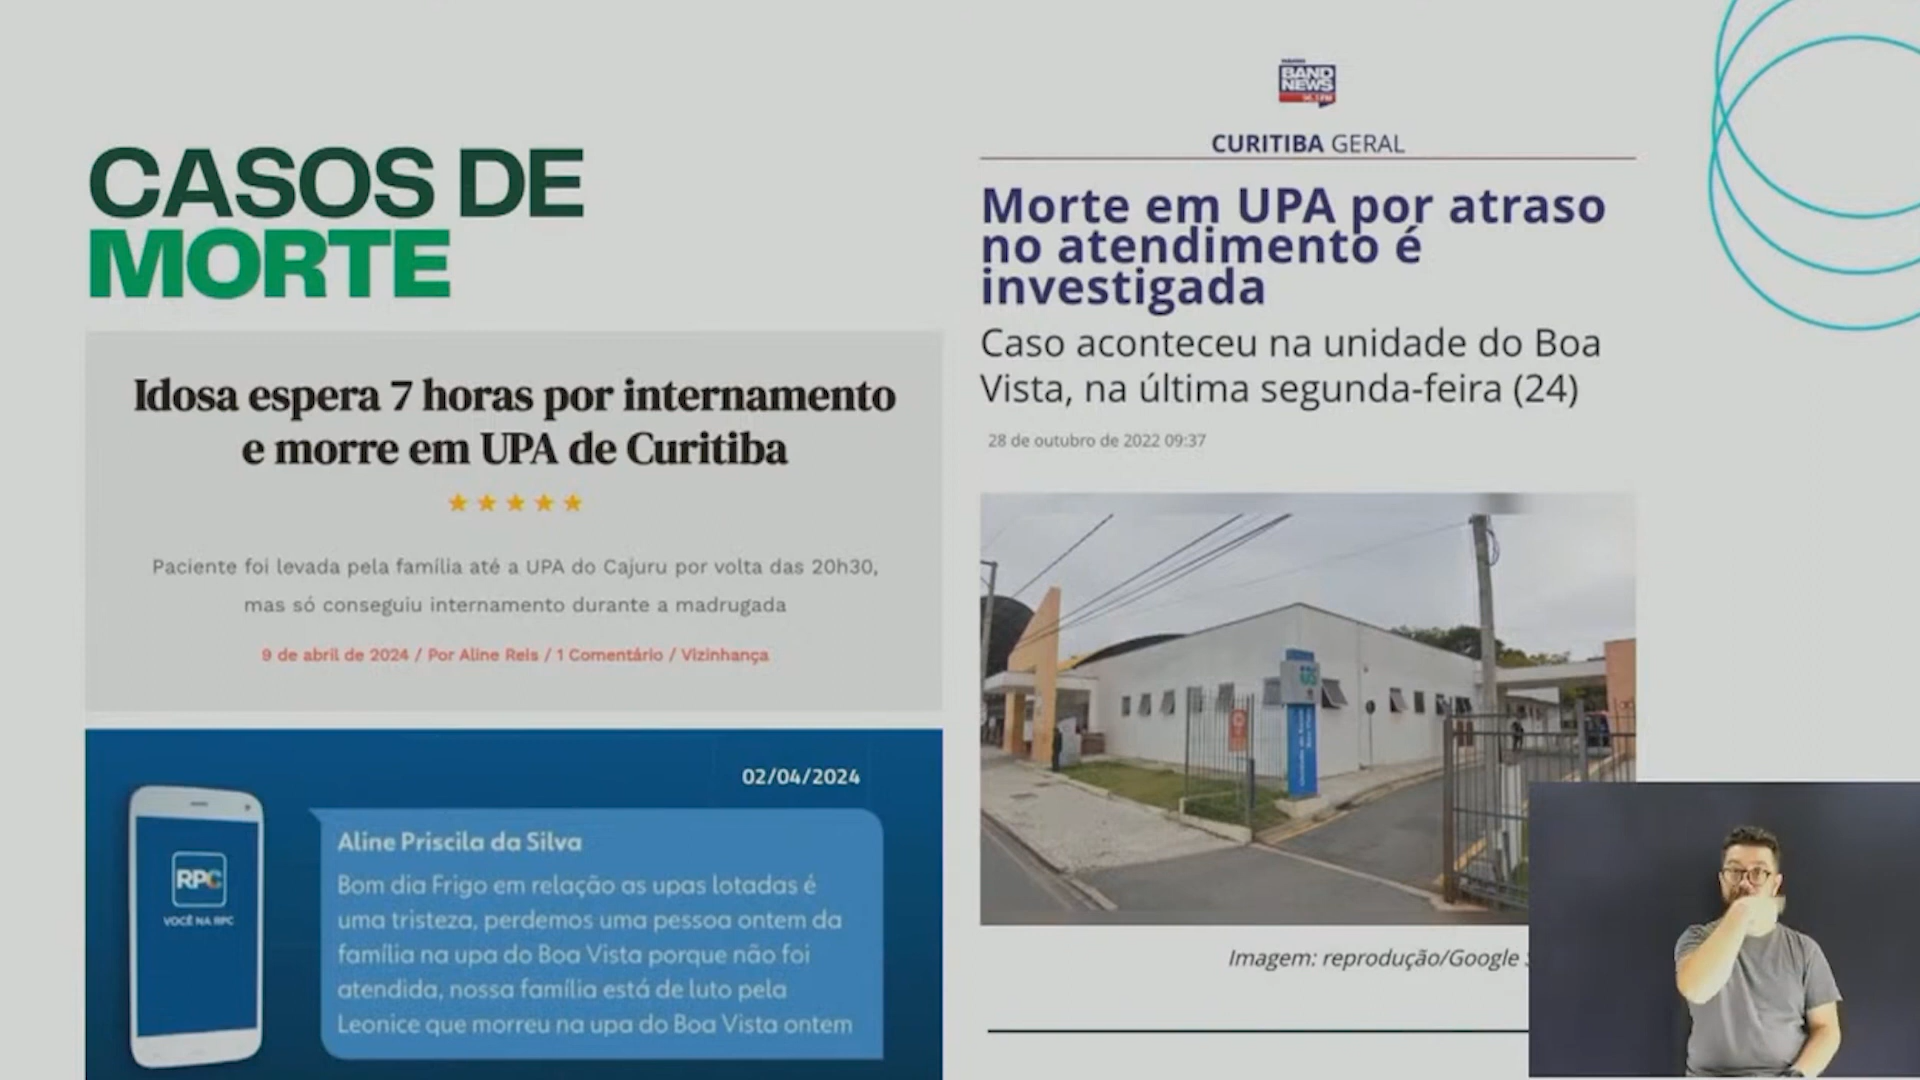 CASOS DE
MORTE
Idosa espera 7 horas por internamento
e morre em UPA de Curitiba
Paciente foi levada pela família até a UPA do Cajuru por volta das 20h30,
mas só conseguiu internamento durante a madrugada
9 de abril de 2024 / Por Aline Reis / 1 Comentário / Vizinhança
02/04/2024
RPC
VOCÊ NA RPC
Aline Priscila da Silva
Bom dia Frigo em relação as upas lotadas é
uma tristeza, perdemos uma pessoa ontem da
família na upa do Boa Vista porque não foi
atendida, nossa família está de luto pela
Leonice que morreu na upa do Boa Vista ontem
BAND
NEWS
CURITIBA GERAL
Morte em UPA por atraso
no atendimento é
investigada
Caso aconteceu na unidade do Boa
Vista, na última segunda-feira (24)
28 de outubro de 2022 09:37
Imagem: reprodução/Google